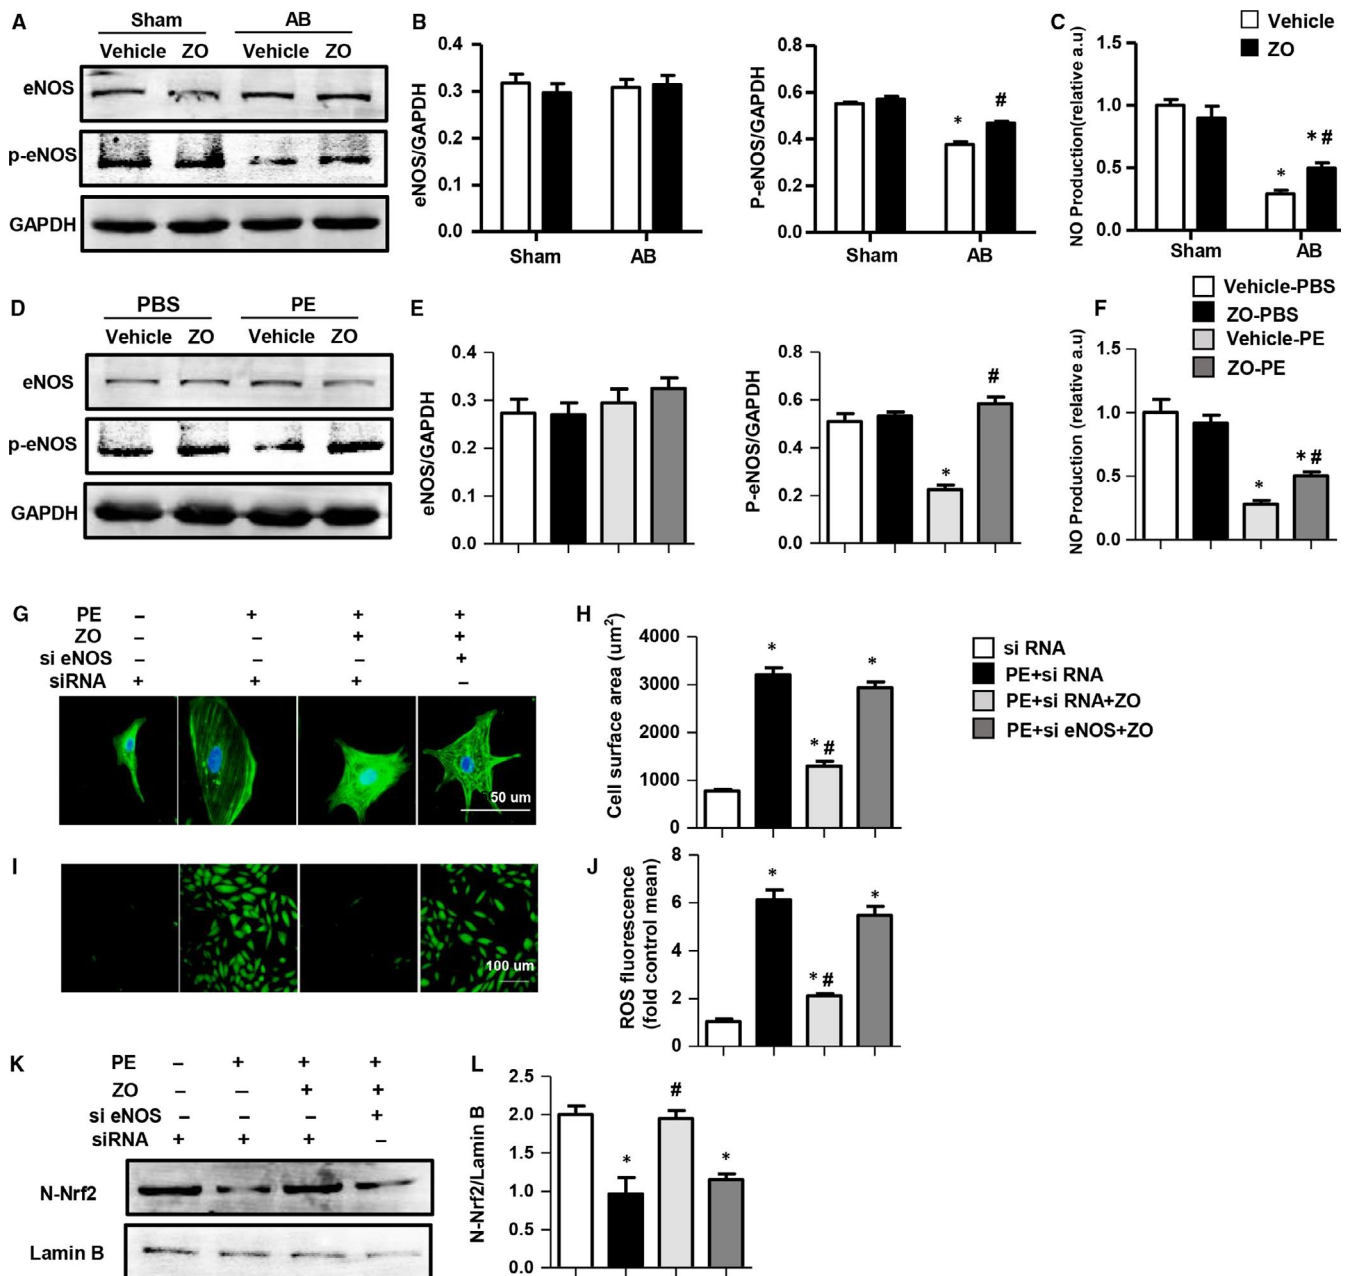 A
Sham AB
Vehicle ZO Vehicle ZO
eNOS
p-eNOS
GAPDH
B
eNOS/GAPDH
0.4
0.3
0.2
0.1
0.0
Sham AB
P-eNOS/GAPDH
0.8
0.6
0.4
0.2
0.0
* #
Sham AB
C
Vehicle
ZO
NO Production(relative a.u)
1.5
1.0
0.5
0.0
* *#
Sham AB
D
PBS PE
Vehicle ZO Vehicle ZO
eNOS
p-eNOS
GAPDH
E
eNOS/GAPDH
0.4
0.3
0.2
0.1
0.0
P-eNOS/GAPDH
0.8
0.6
0.4
0.2
0.0
* #
F
Vehicle-PBS
ZO-PBS
Vehicle-PE
ZO-PE
NO Production (relative a.u)
1.5
1.0
0.5
0.0
* *#
G
PE – + + +
ZO – – + +
si eNOS – – – +
siRNA + + + –
50 um
H
Cell surface area (um²)
4000
3000
2000
1000
0
* *# *
si RNA
PE+si RNA
PE+si RNA+ZO
PE+si eNOS+ZO
I
100 um
J
ROS fluorescence
(fold control mean)
8
6
4
2
0
* *# *
K
PE – + + +
ZO – – + +
si eNOS – – – +
siRNA + + + –
N-Nrf2
Lamin B
L
N-Nrf2/Lamin B
2.5
2.0
1.5
1.0
0.5
0.0
* # *